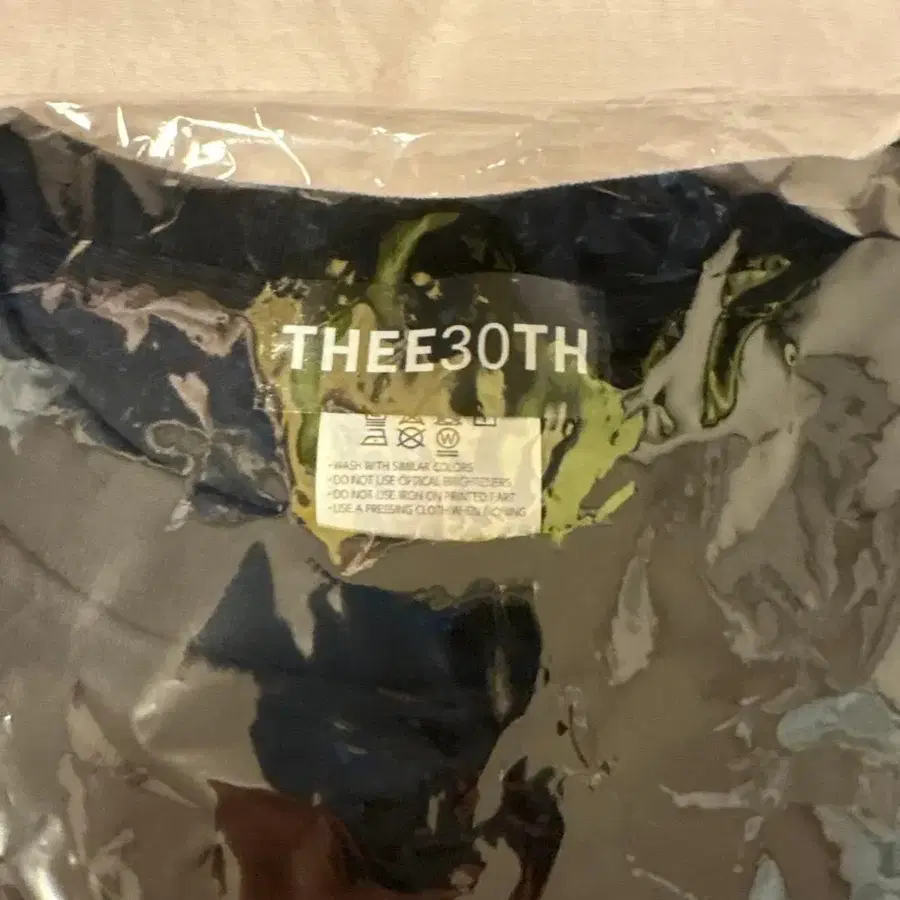 THEE30TH
-WASH WITH SIMILAR COLORS
-DO NOT USE OPTICAL BRIGHTENERS
-DO NOT USE IRON ON PRINTED PART
-USE A PRESSING CLOTH WHEN IRONING